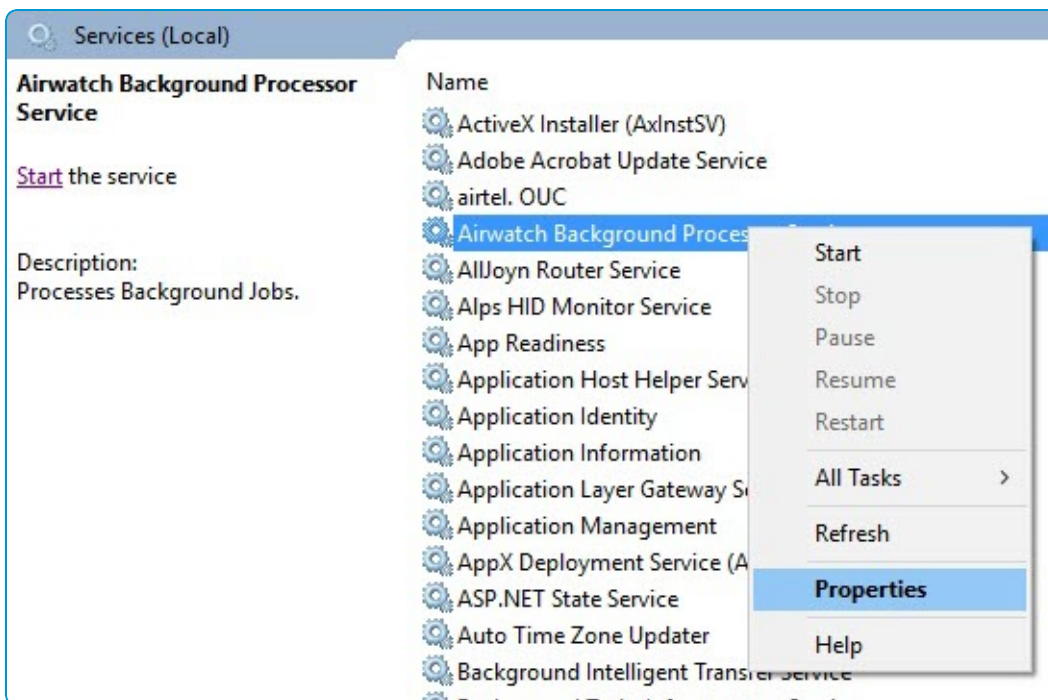 Services (Local)
Airwatch Background Processor
Service
Start the service
Description:
Processes Background Jobs.
Name
ActiveX Installer (AxInstSV)
Adobe Acrobat Update Service
airtel. OUC
Airwatch Background Proces
AllJoyn Router Service
Alps HID Monitor Service
App Readiness
Application Host Helper Serv
Application Identity
Application Information
Application Layer Gateway Se
Application Management
AppX Deployment Service (A
ASP.NET State Service
Auto Time Zone Updater
Background Intelligent Transfer Service
Start
Stop
Pause
Resume
Restart
All Tasks >
Refresh
Properties
Help